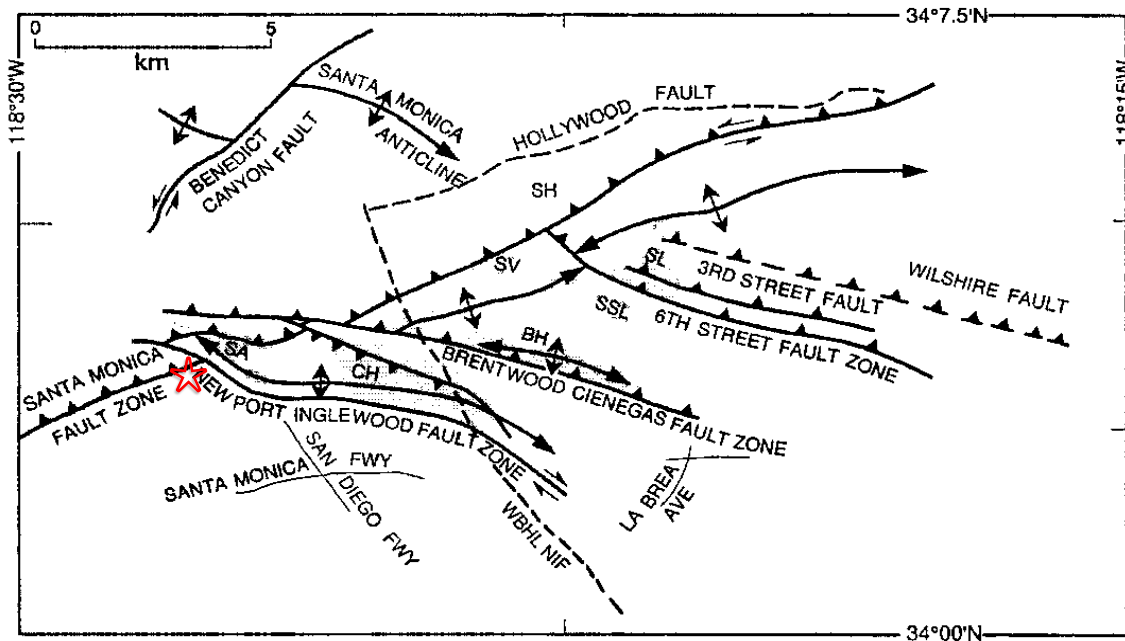 0 5
km
34°7.5'N
118°30'W
118°15'W
SANTA MONICA
ANTICLINE
HOLLYWOOD FAULT
BENEDICT
CANYON FAULT
SH
SV
SL
3RD STREET FAULT
WILSHIRE FAULT
SSL
6TH STREET FAULT ZONE
SA
BH
CH
BRENTWOOD CIENEGAS FAULT ZONE
SANTA MONICA
FAULT ZONE
NEWPORT INGLEWOOD FAULT ZONE
SANTA MONICA FWY
SAN DIEGO FWY
LA BREA
AVE
WBHL NIF
34°00'N